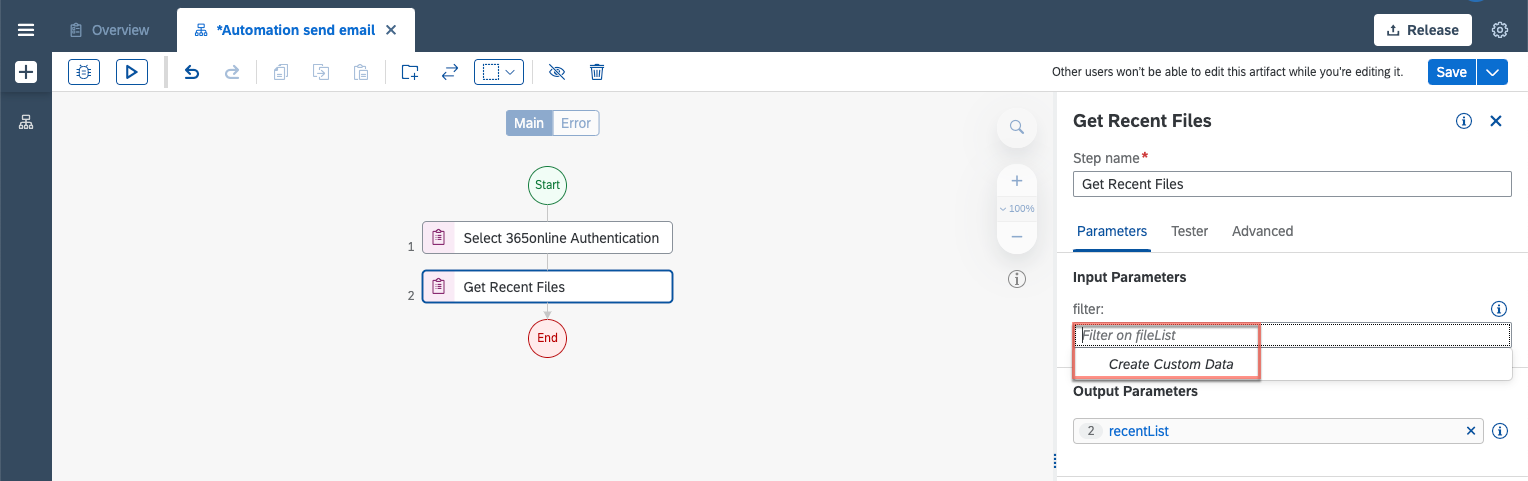 Overview
*Automation send email
Release
Other users won't be able to edit this artifact while you're editing it.
Save
Main
Error
Start
1
Select 365online Authentication
2
Get Recent Files
End
100%
Get Recent Files
Step name*
Get Recent Files
Parameters
Tester
Advanced
Input Parameters
filter:
Filter on fileList
Create Custom Data
Output Parameters
2
recentList